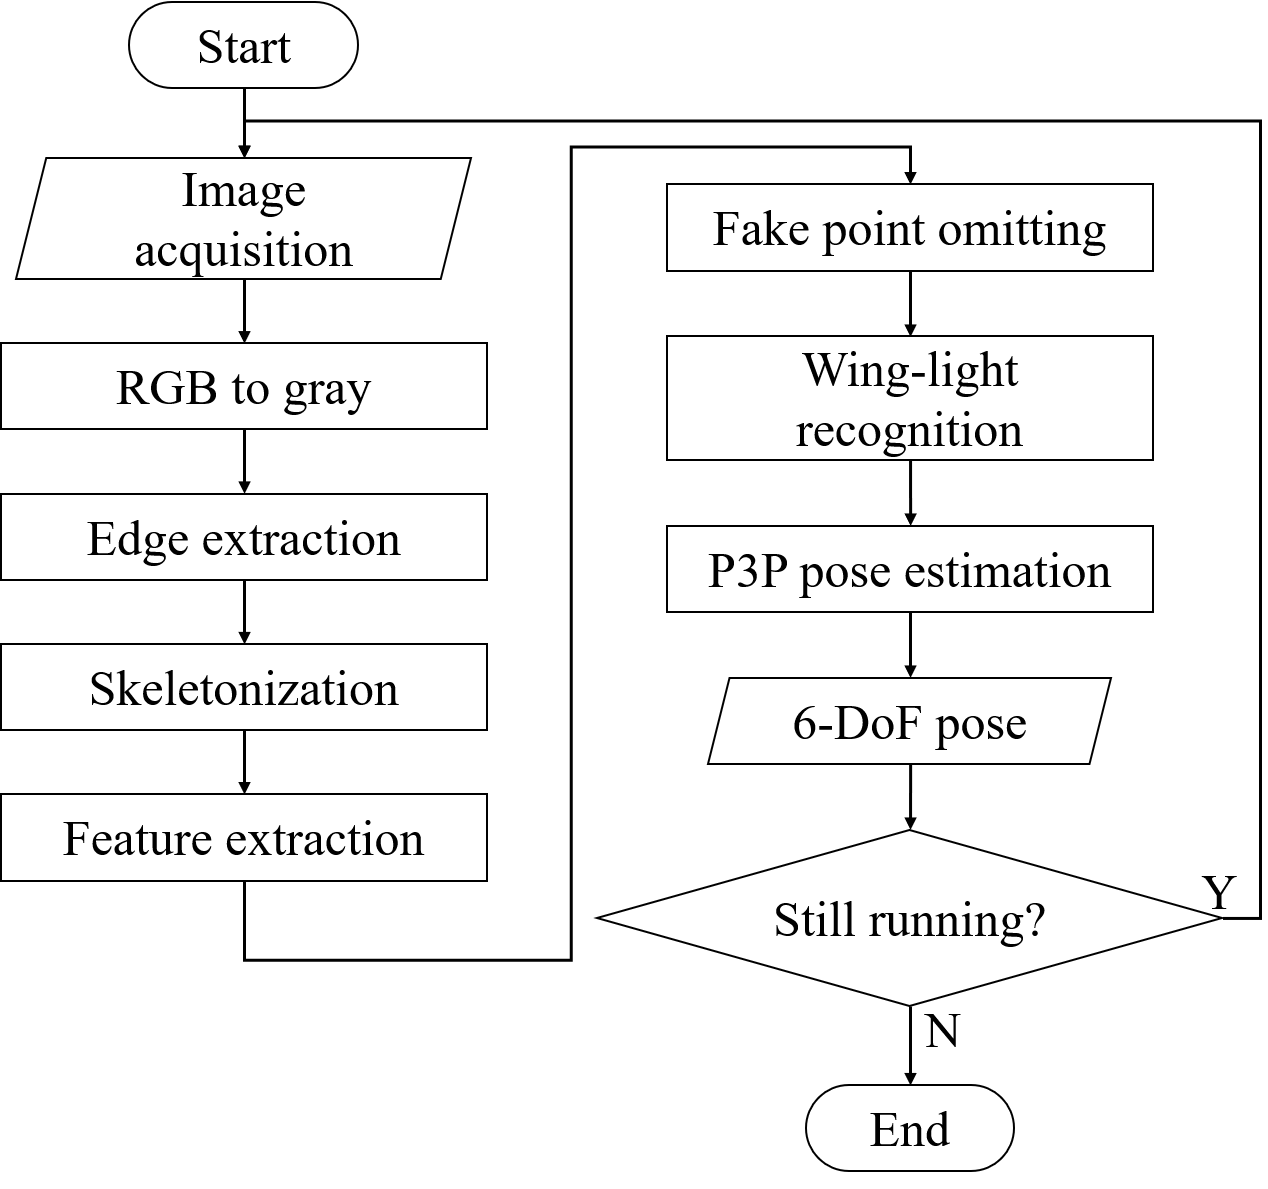 Start
Image
acquisition
RGB to gray
Edge extraction
Skeletonization
Feature extraction
Fake point omitting
Wing-light
recognition
P3P pose estimation
6-DoF pose
Still running?
Y
N
End